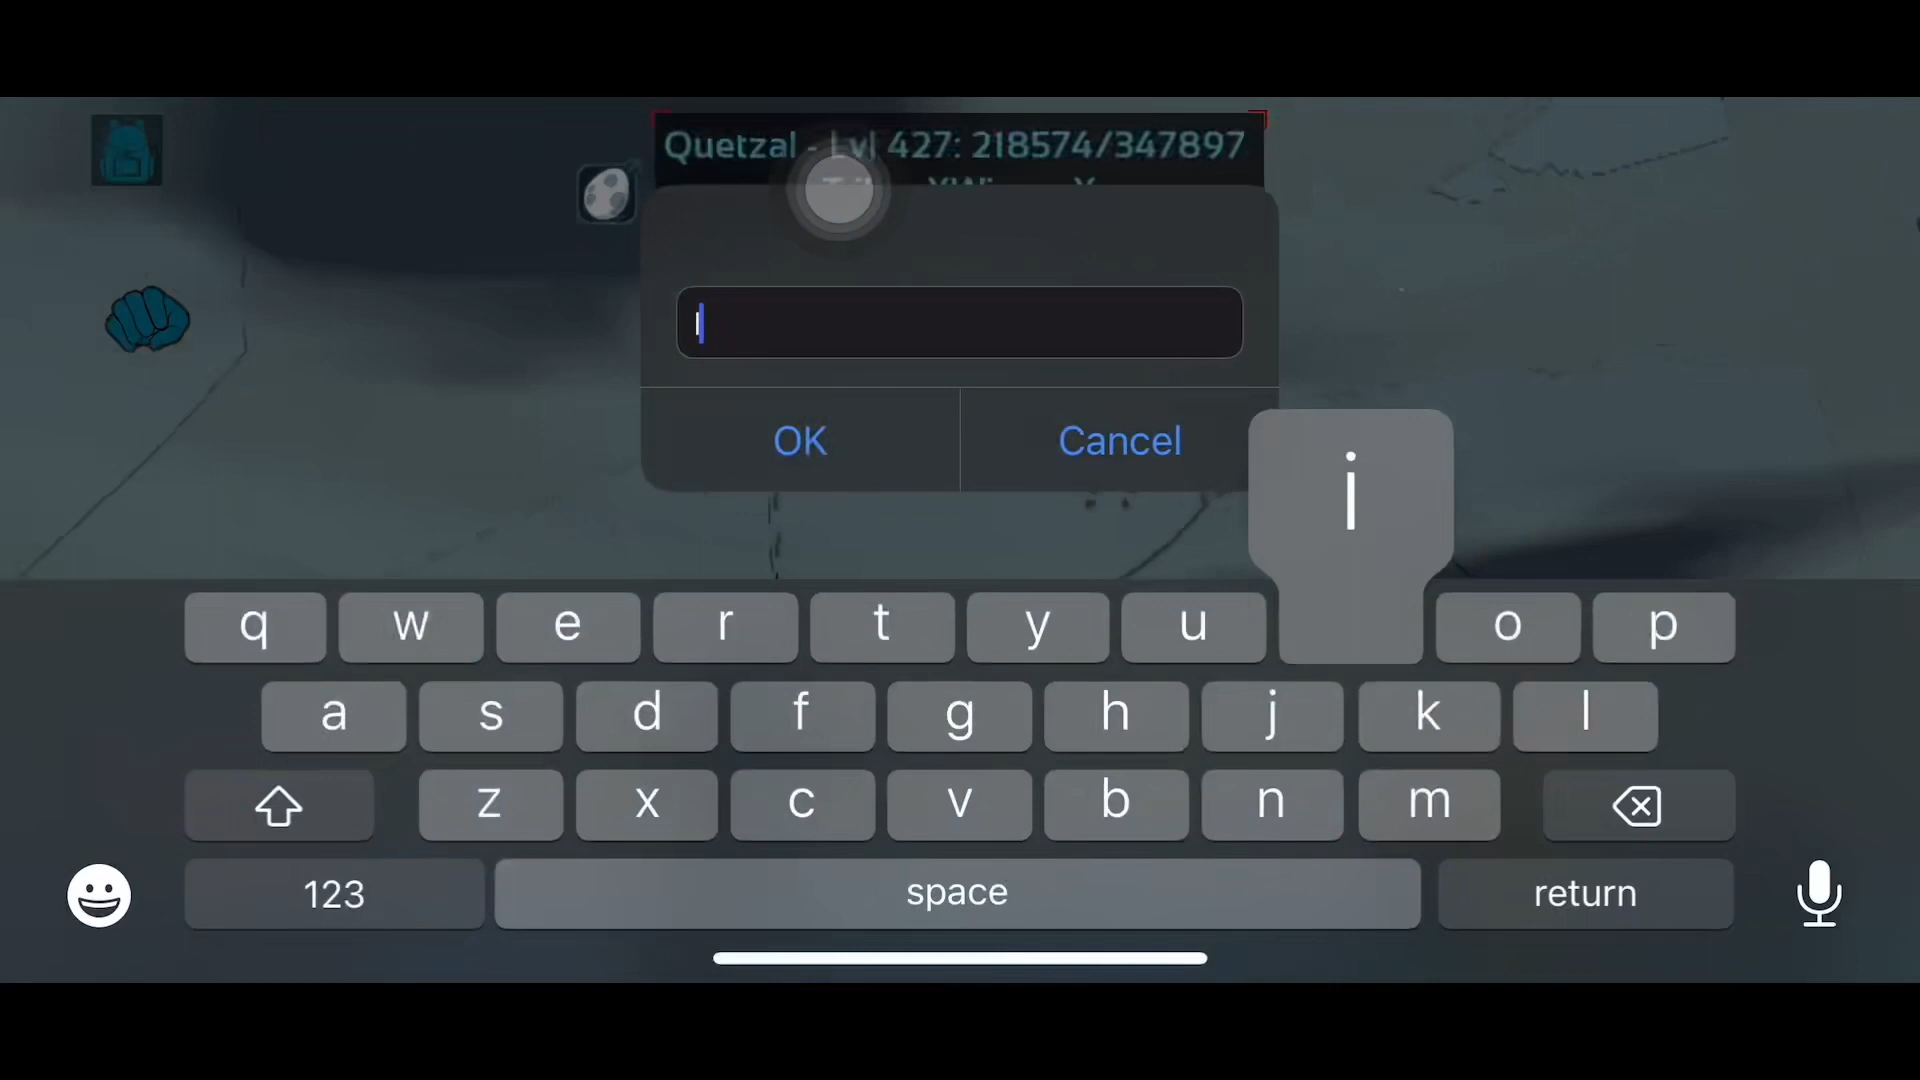 Quetzal - Lvl 427: 218574/347897
I
OK Cancel
i
q w e r t y u o p
a s d f g h j k l
z x c v b n m
123 space return